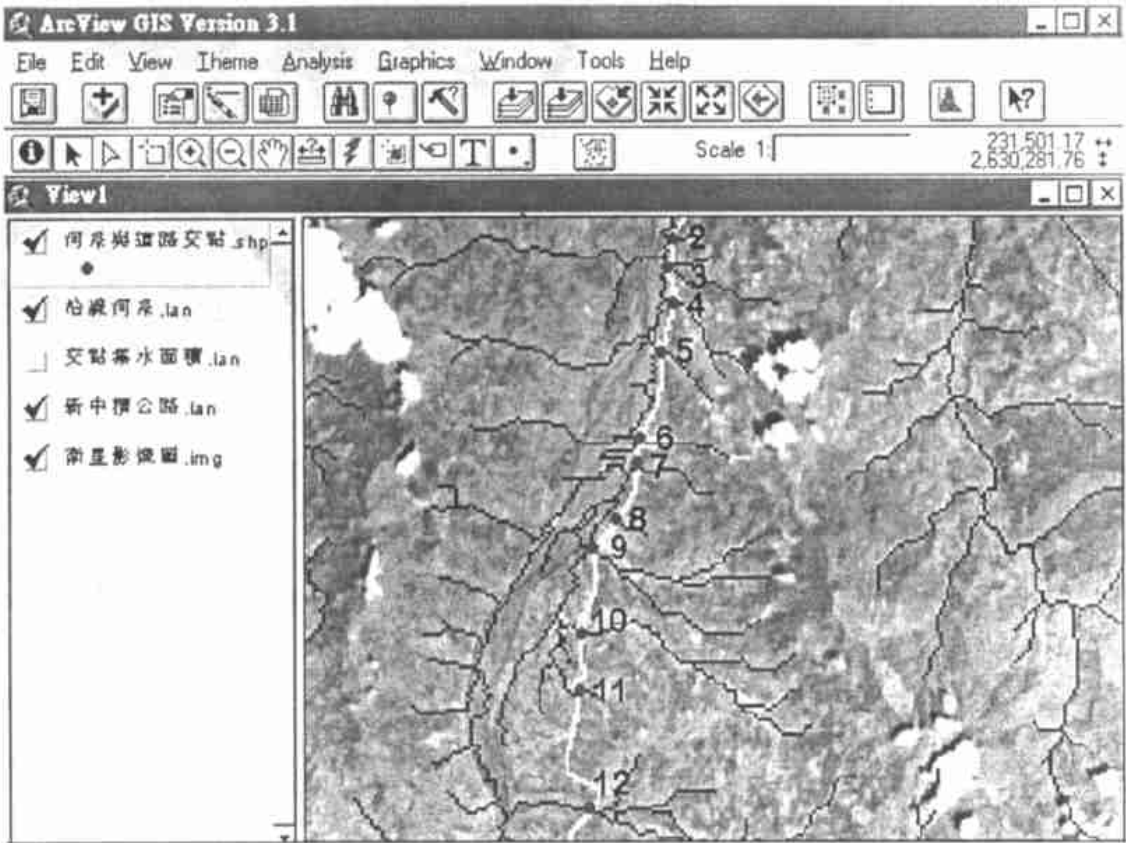 ArcView GIS Version 3.1
File Edit View Theme Analysis Graphics Window Tools Help
Scale 1:
231,501.17
2,630,281.76
View1
河系與道路交點.shp
沿線河系.lan
交點集水面積.lan
新中橫公路.lan
衛星影像圖.img
2
3
4
5
6
7
8
9
10
11
12